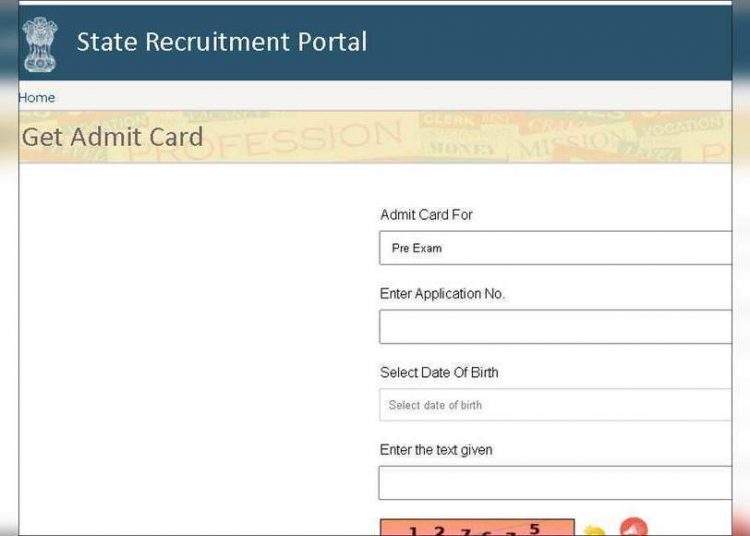 State Recruitment Portal
Home
Get Admit Card
PROFESSION
CLERK BEST
MONEY
MISSION
VOCATION
Admit Card For
Pre Exam
Enter Application No.
Select Date Of Birth
Select date of birth
Enter the text given